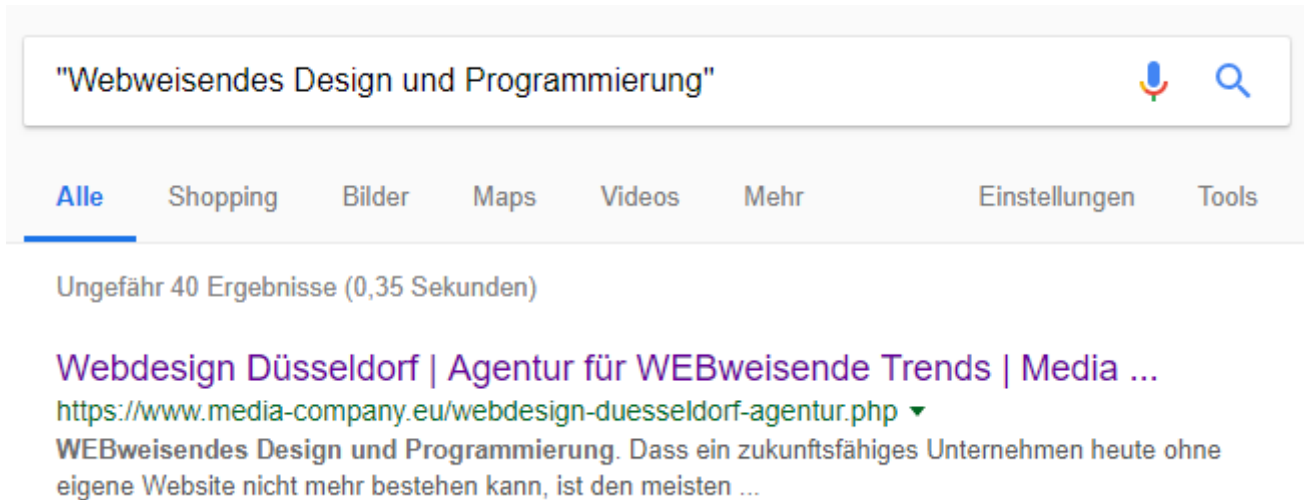 "Webweisendes Design und Programmierung"
Alle Shopping Bilder Maps Videos Mehr Einstellungen Tools
Ungefähr 40 Ergebnisse (0,35 Sekunden)
Webdesign Düsseldorf | Agentur für WEBweisende Trends | Media ...
https://www.media-company.eu/webdesign-duesseldorf-agentur.php
WEBweisendes Design und Programmierung. Dass ein zukunftsfähiges Unternehmen heute ohne
eigene Website nicht mehr bestehen kann, ist den meisten ...